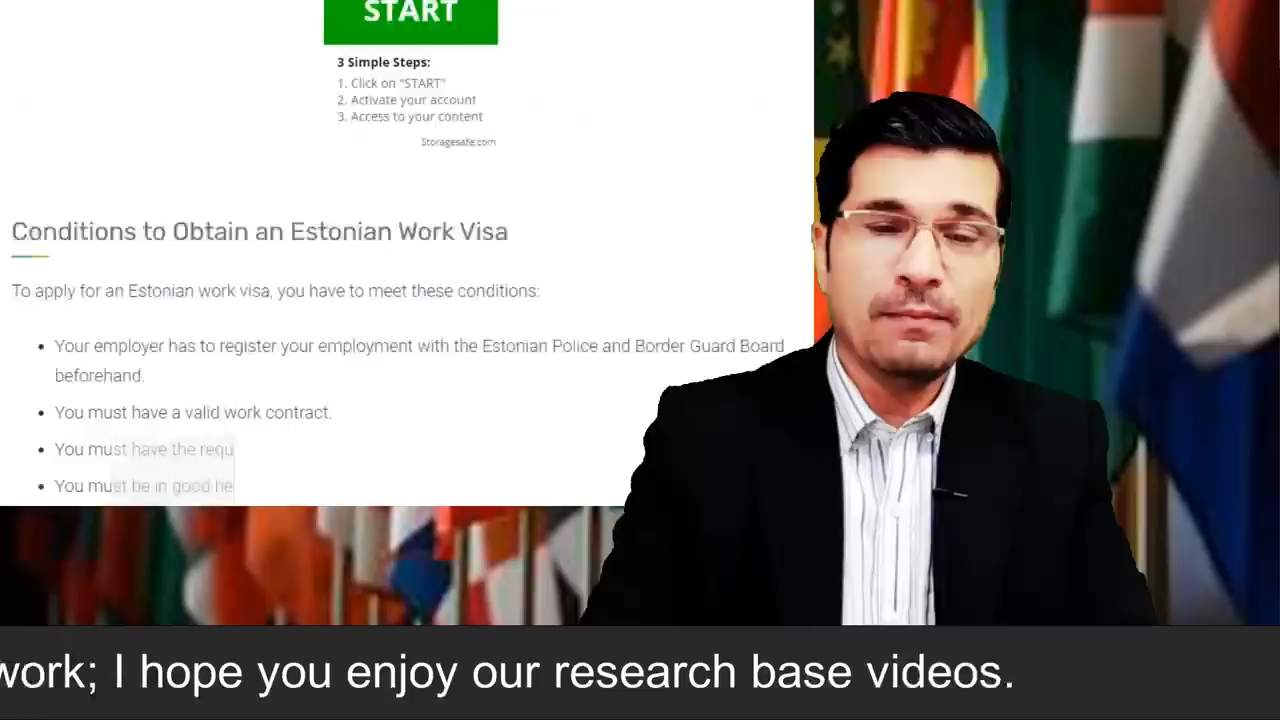 START
3 Simple Steps:
1. Click on "START"
2. Activate your account
3. Access to your content
Storagesafe.com
Conditions to Obtain an Estonian Work Visa
To apply for an Estonian work visa, you have to meet these conditions:
• Your employer has to register your employment with the Estonian Police and Border Guard Board
beforehand.
• You must have a valid work contract.
• You must have the requ
• You must be in good he
work; I hope you enjoy our research base videos.